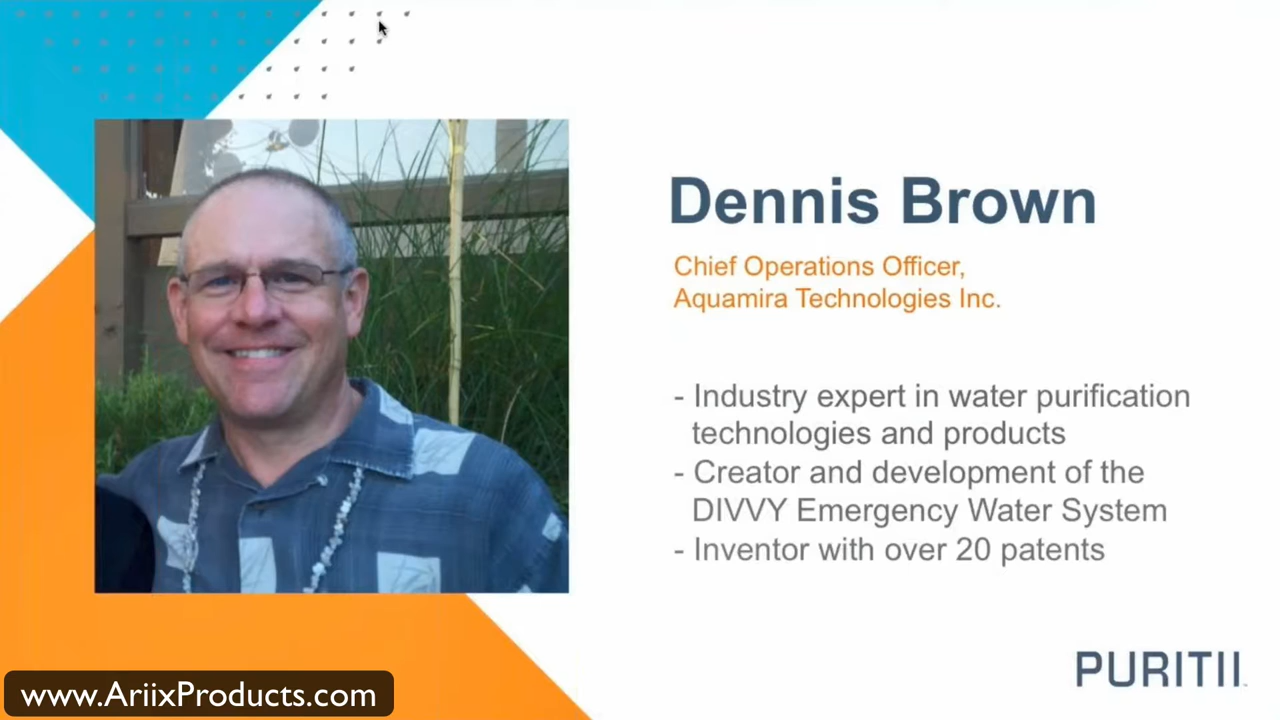 Dennis Brown
Chief Operations Officer,
Aquamira Technologies Inc.
- Industry expert in water purification
technologies and products
- Creator and development of the
DIVVY Emergency Water System
- Inventor with over 20 patents
PURITII
www.AriixProducts.com